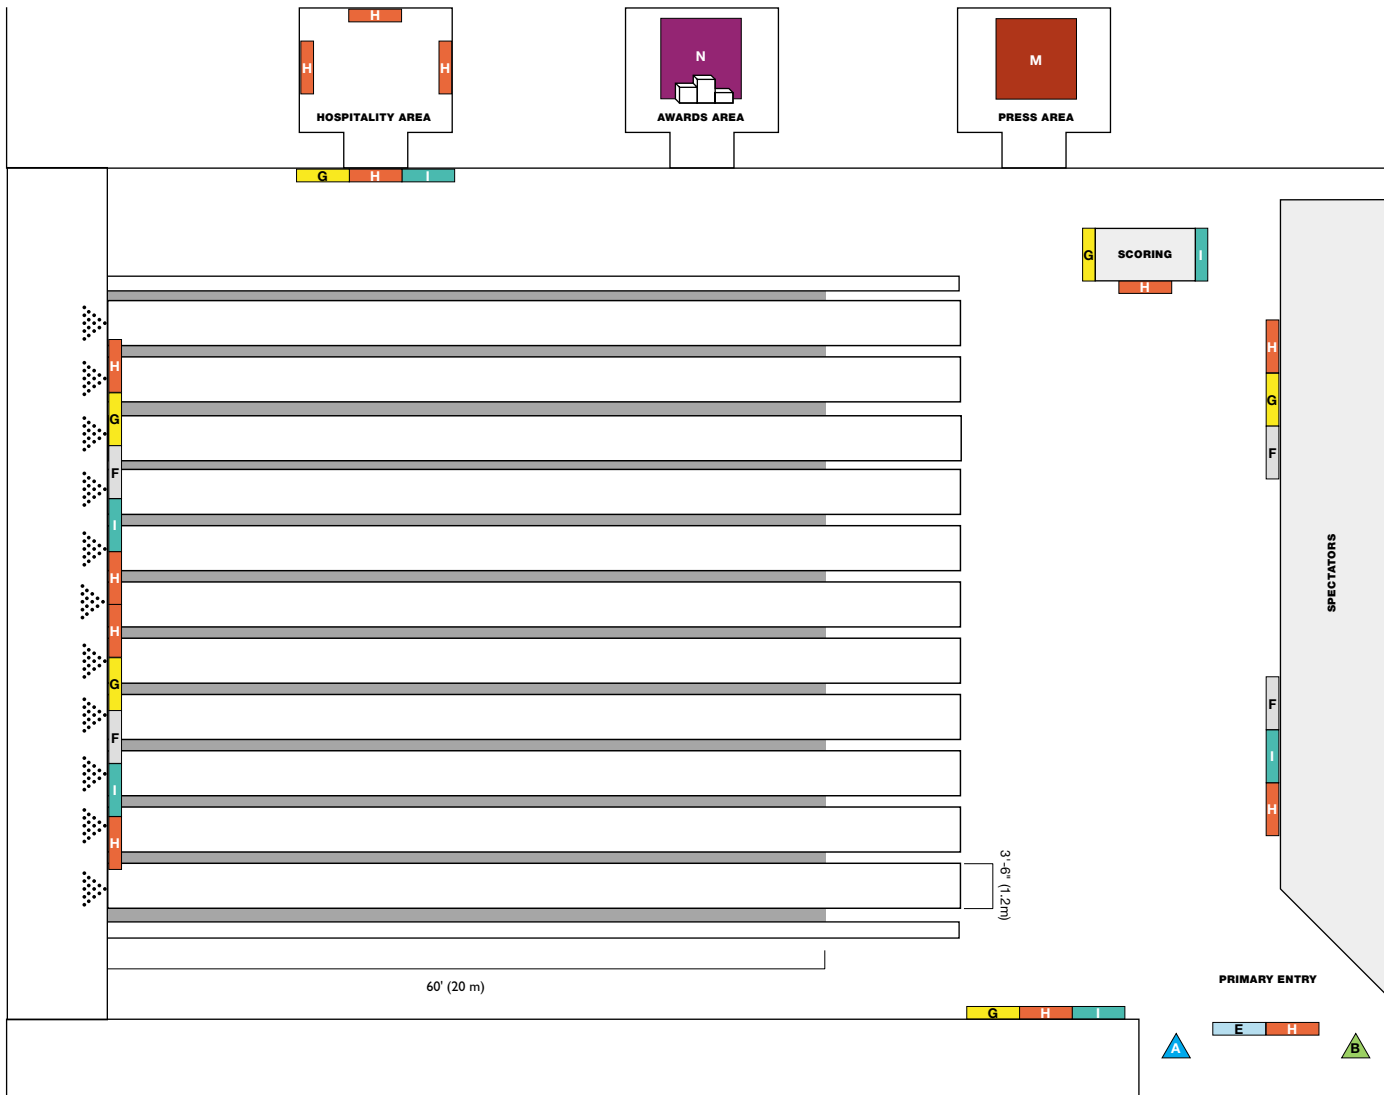 H
H
H
HOSPITALITY AREA
N
AWARDS AREA
M
PRESS AREA
G H I
G
SCORING
I
H
H
G
F
I
H
H
G
F
I
H
H
G
F
SPECTATORS
F
I
H
3'-6" (1.2m)
60' (20 m)
PRIMARY ENTRY
G H I
E H
A
B